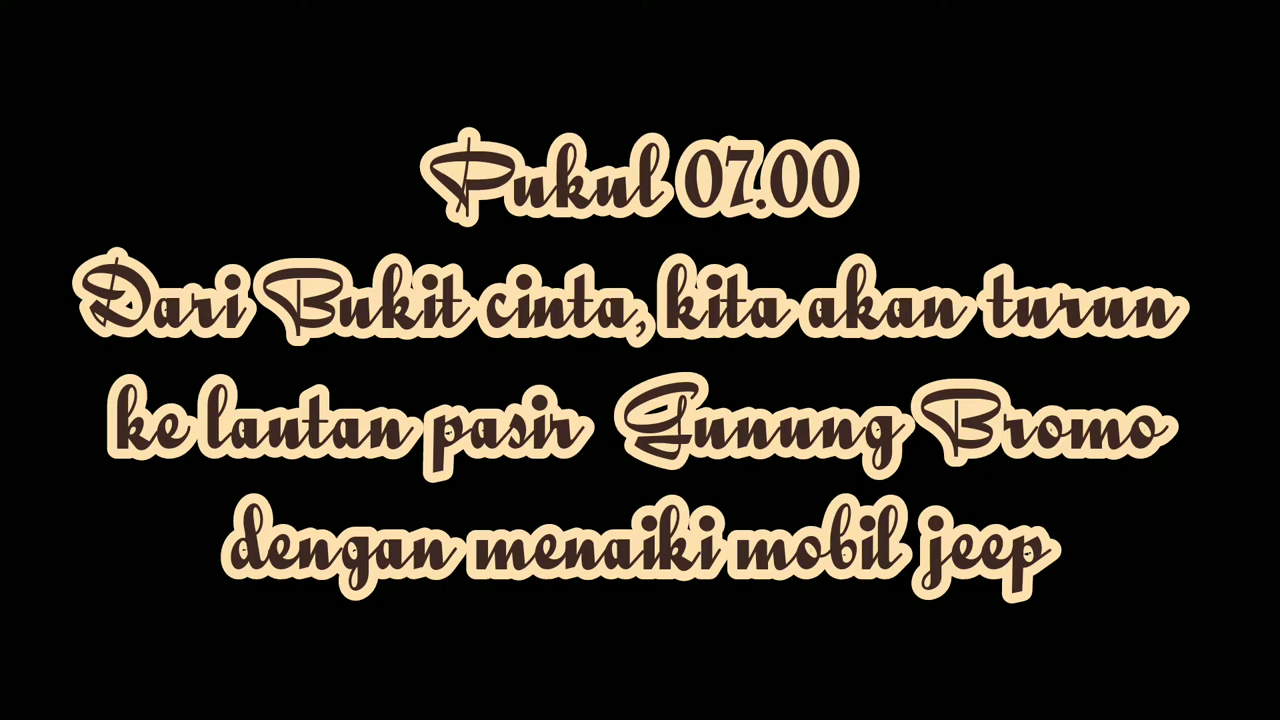 Pukul 07.00
Dari Bukit cinta, kita akan turun
ke lautan pasir Gunung Bromo
dengan menaiki mobil jeep